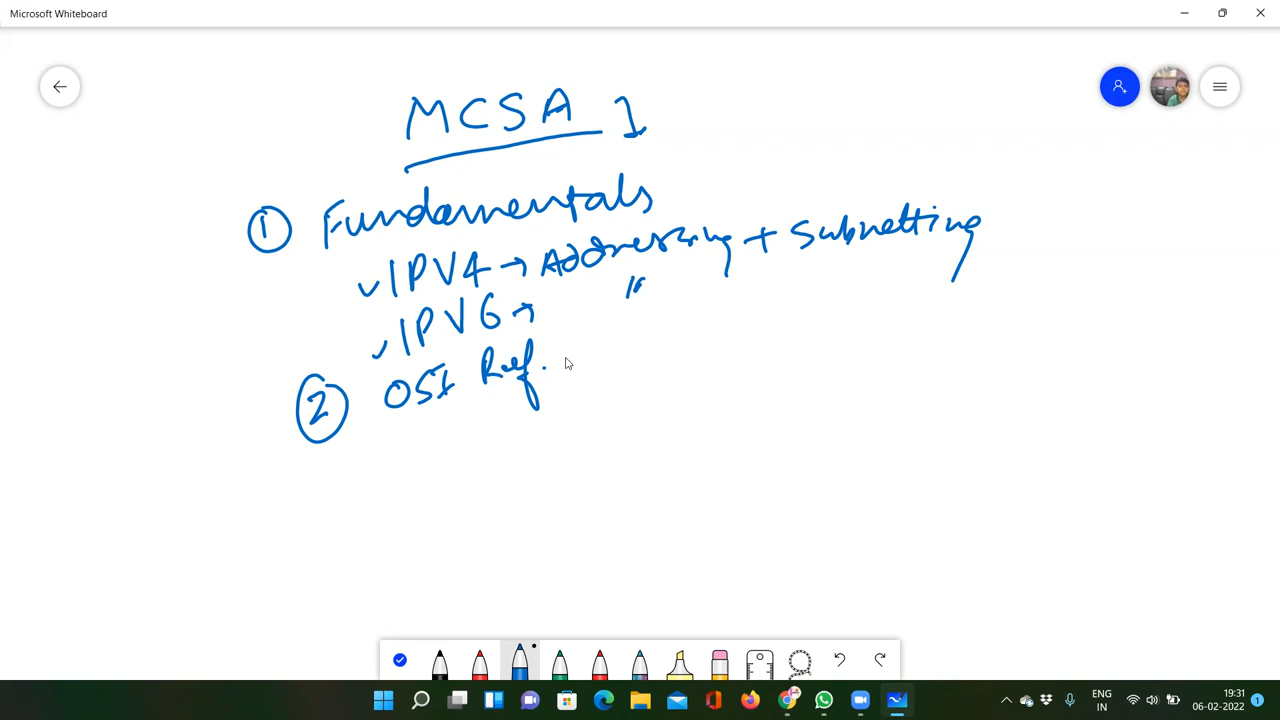 Microsoft Whiteboard
MCSA 1
① Fundamentals
✓ IPV4 → Addressing + Subnetting
✓ IPV6 → "
② OSI Ref.
ENG
IN
19:31
06-02-2022
1